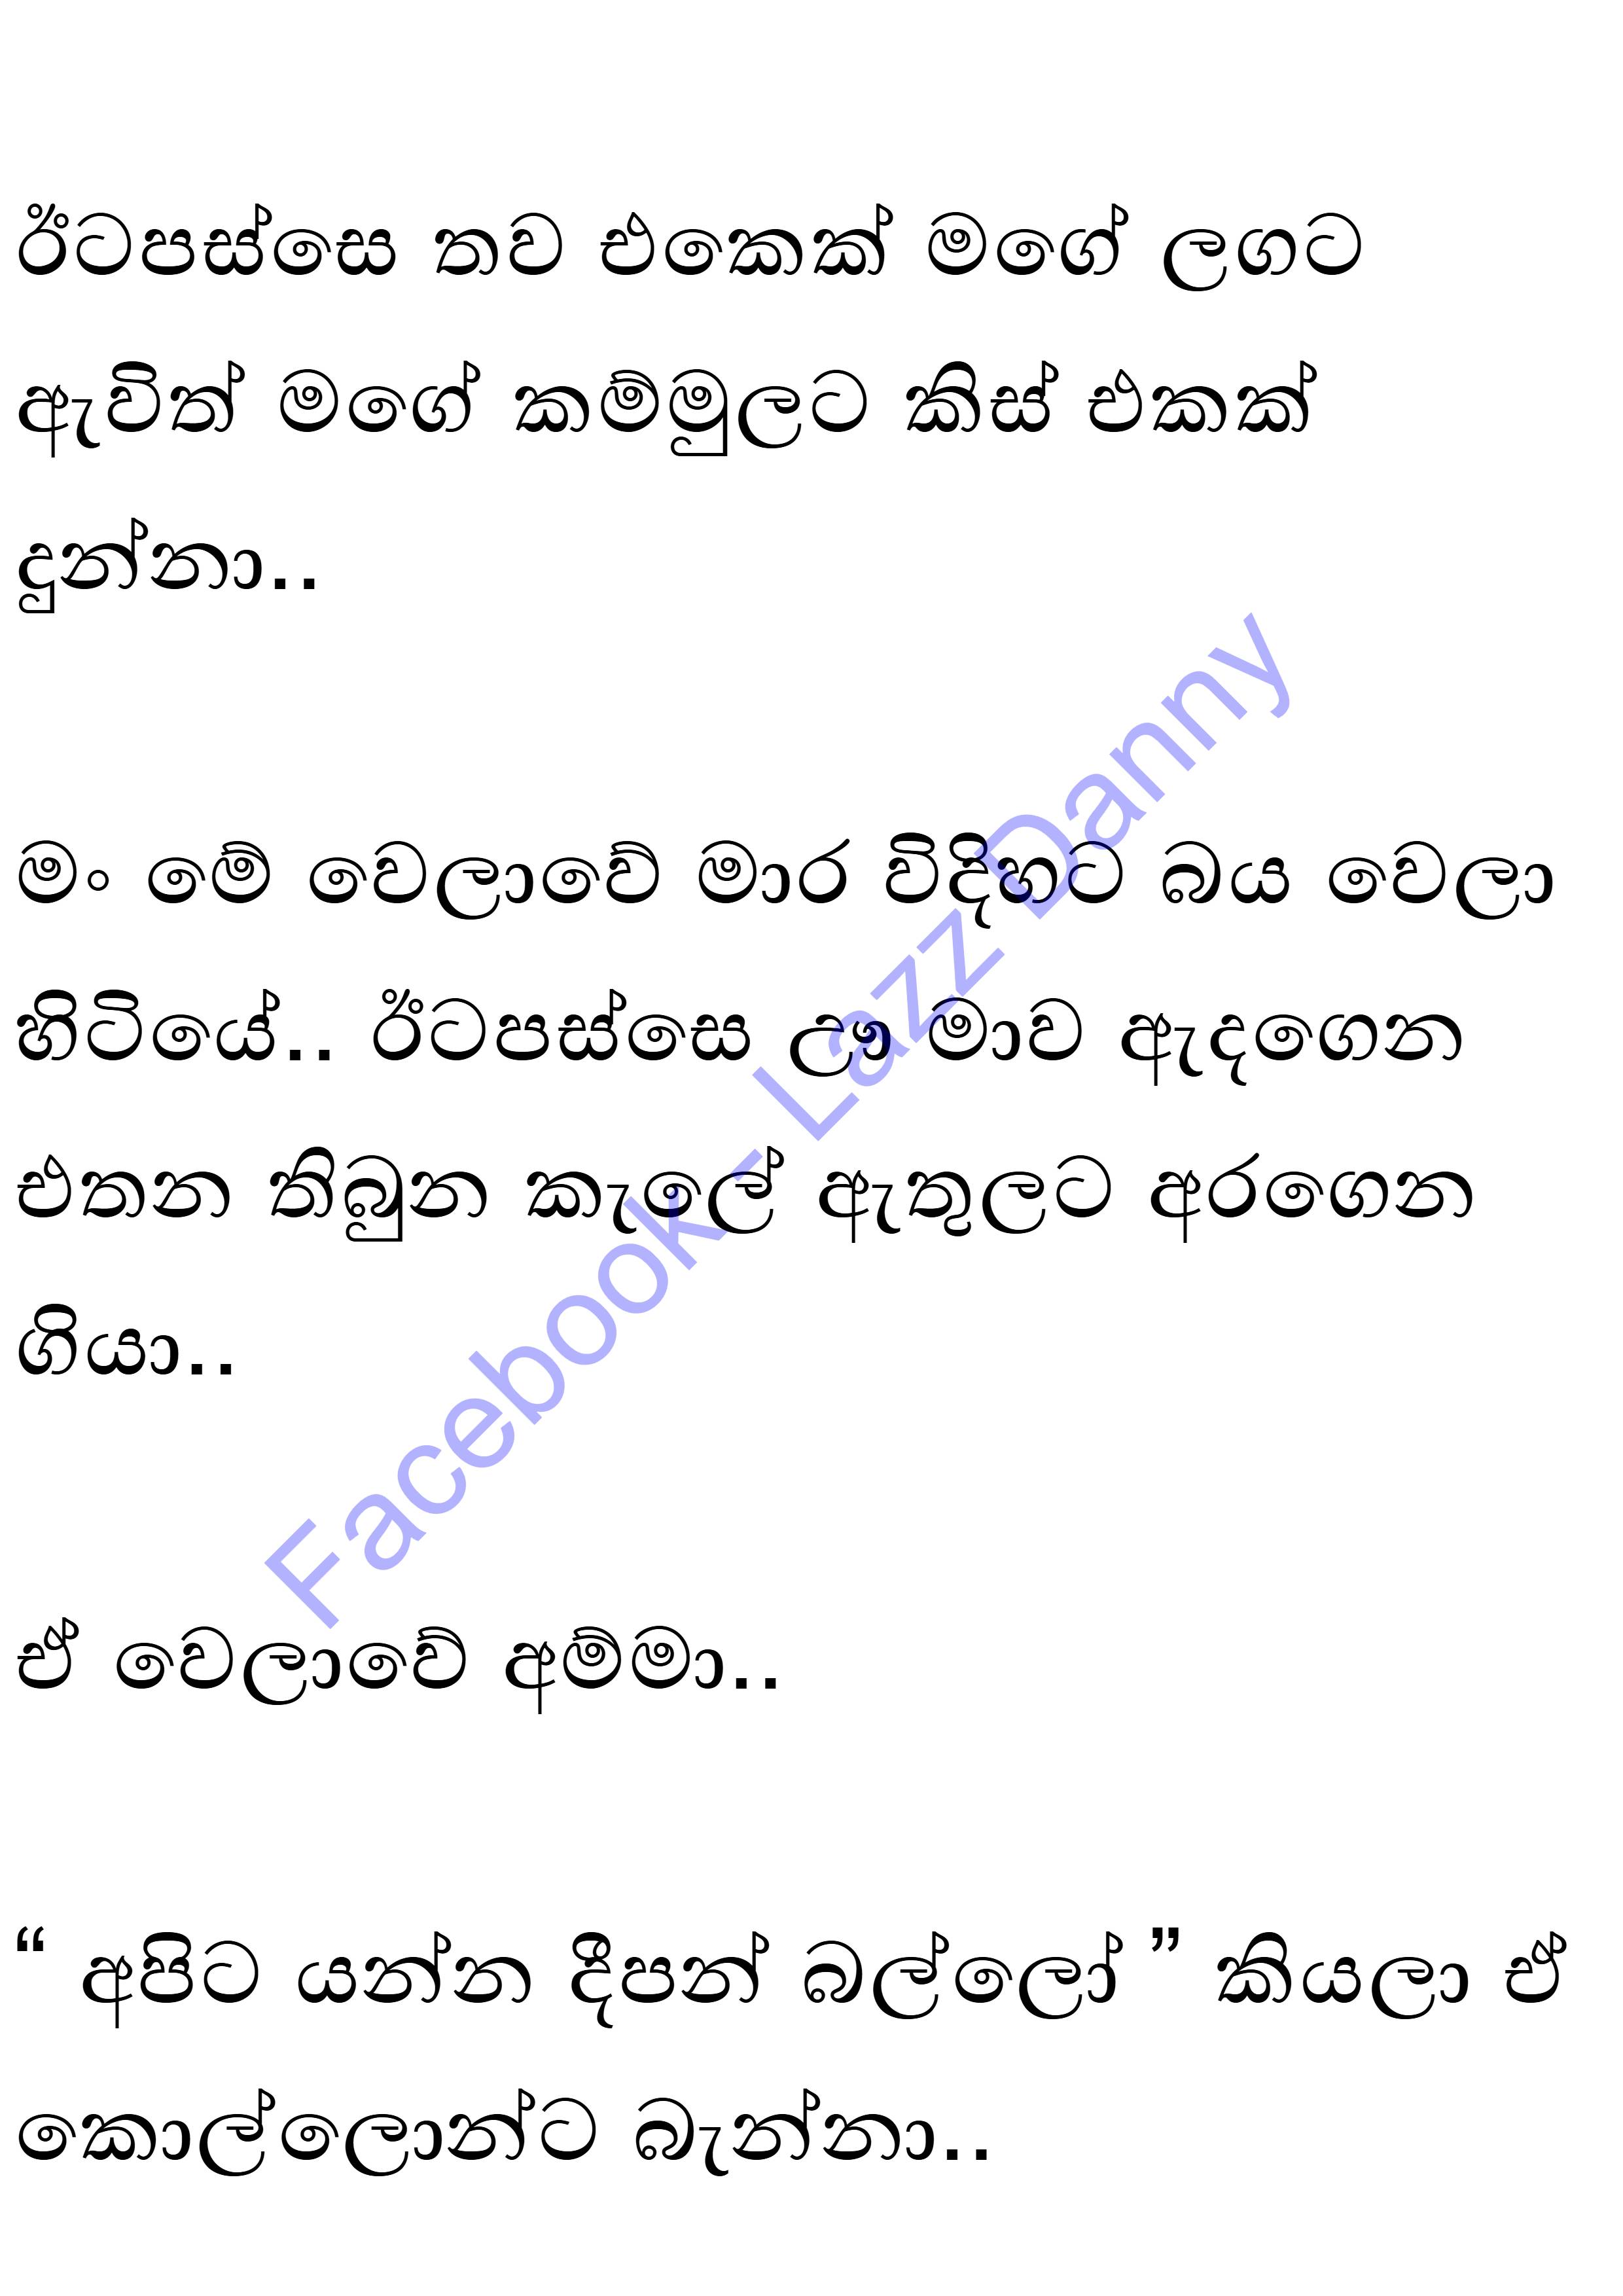 ඊටපස්සෙ තව එකෙක් මගේ ලගට
ඇවිත් මගේ කම්මුලට කිස් එකක්
දුන්නා..
මං මේ වෙලාවේ මාර විදිහට බය වෙලා
හිටියේ.. ඊටපස්සෙ ඌ මාව ඇදගෙන
එතන තිබුන කැලේ ඇතුලට අරගෙන
ගියා..
ඒ වෙලාවේ අම්මා..
“ අපිට යන්න දීපන් බල්ලෝ ” කියලා ඒ
කොල්ලොන්ට බැන්නා..
Facebook - Lazz Danny